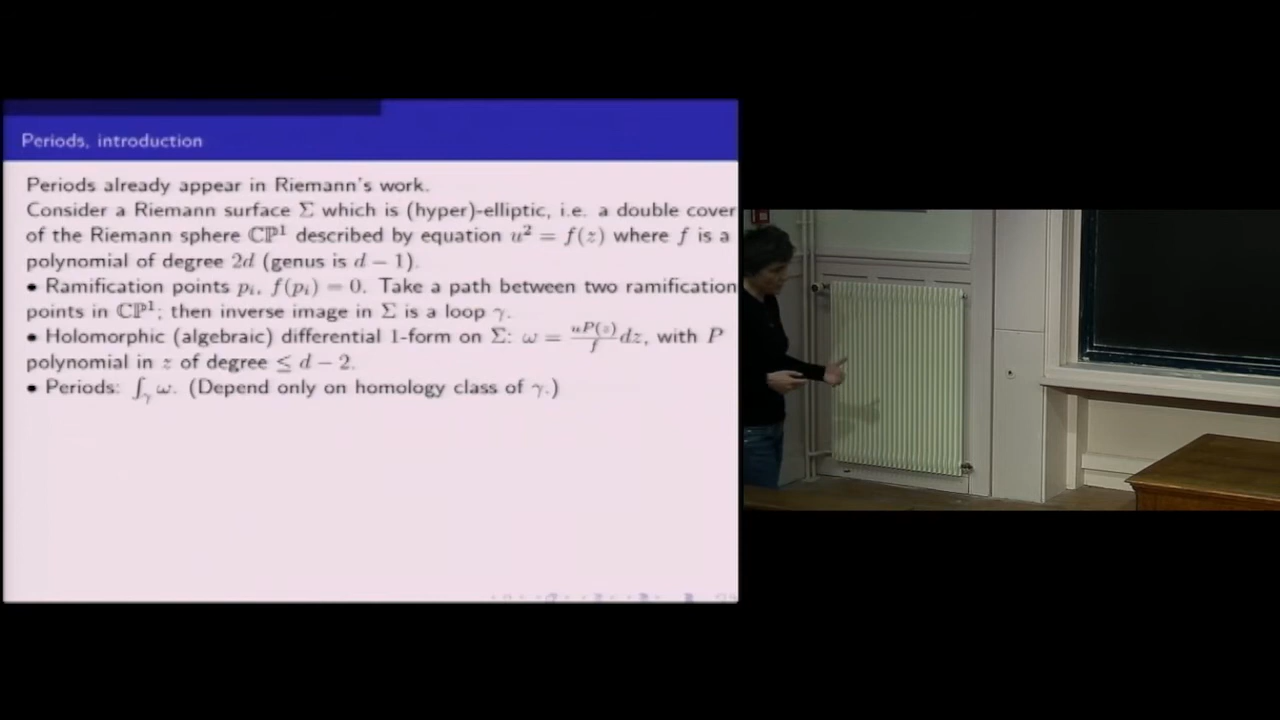 Periods, introduction
Periods already appear in Riemann's work.
Consider a Riemann surface Σ which is (hyper)-elliptic, i.e. a double cover
of the Riemann sphere ℂℙ¹ described by equation u² = f(z) where f is a
polynomial of degree 2d (genus is d − 1).
• Ramification points pᵢ, f(pᵢ) = 0. Take a path between two ramification
points in ℂℙ¹; then inverse image in Σ is a loop γ.
• Holomorphic (algebraic) differential 1-form on Σ: ω = uP(z)/f dz, with P
polynomial in z of degree ≤ d − 2.
• Periods: ∫γ ω. (Depend only on homology class of γ.)